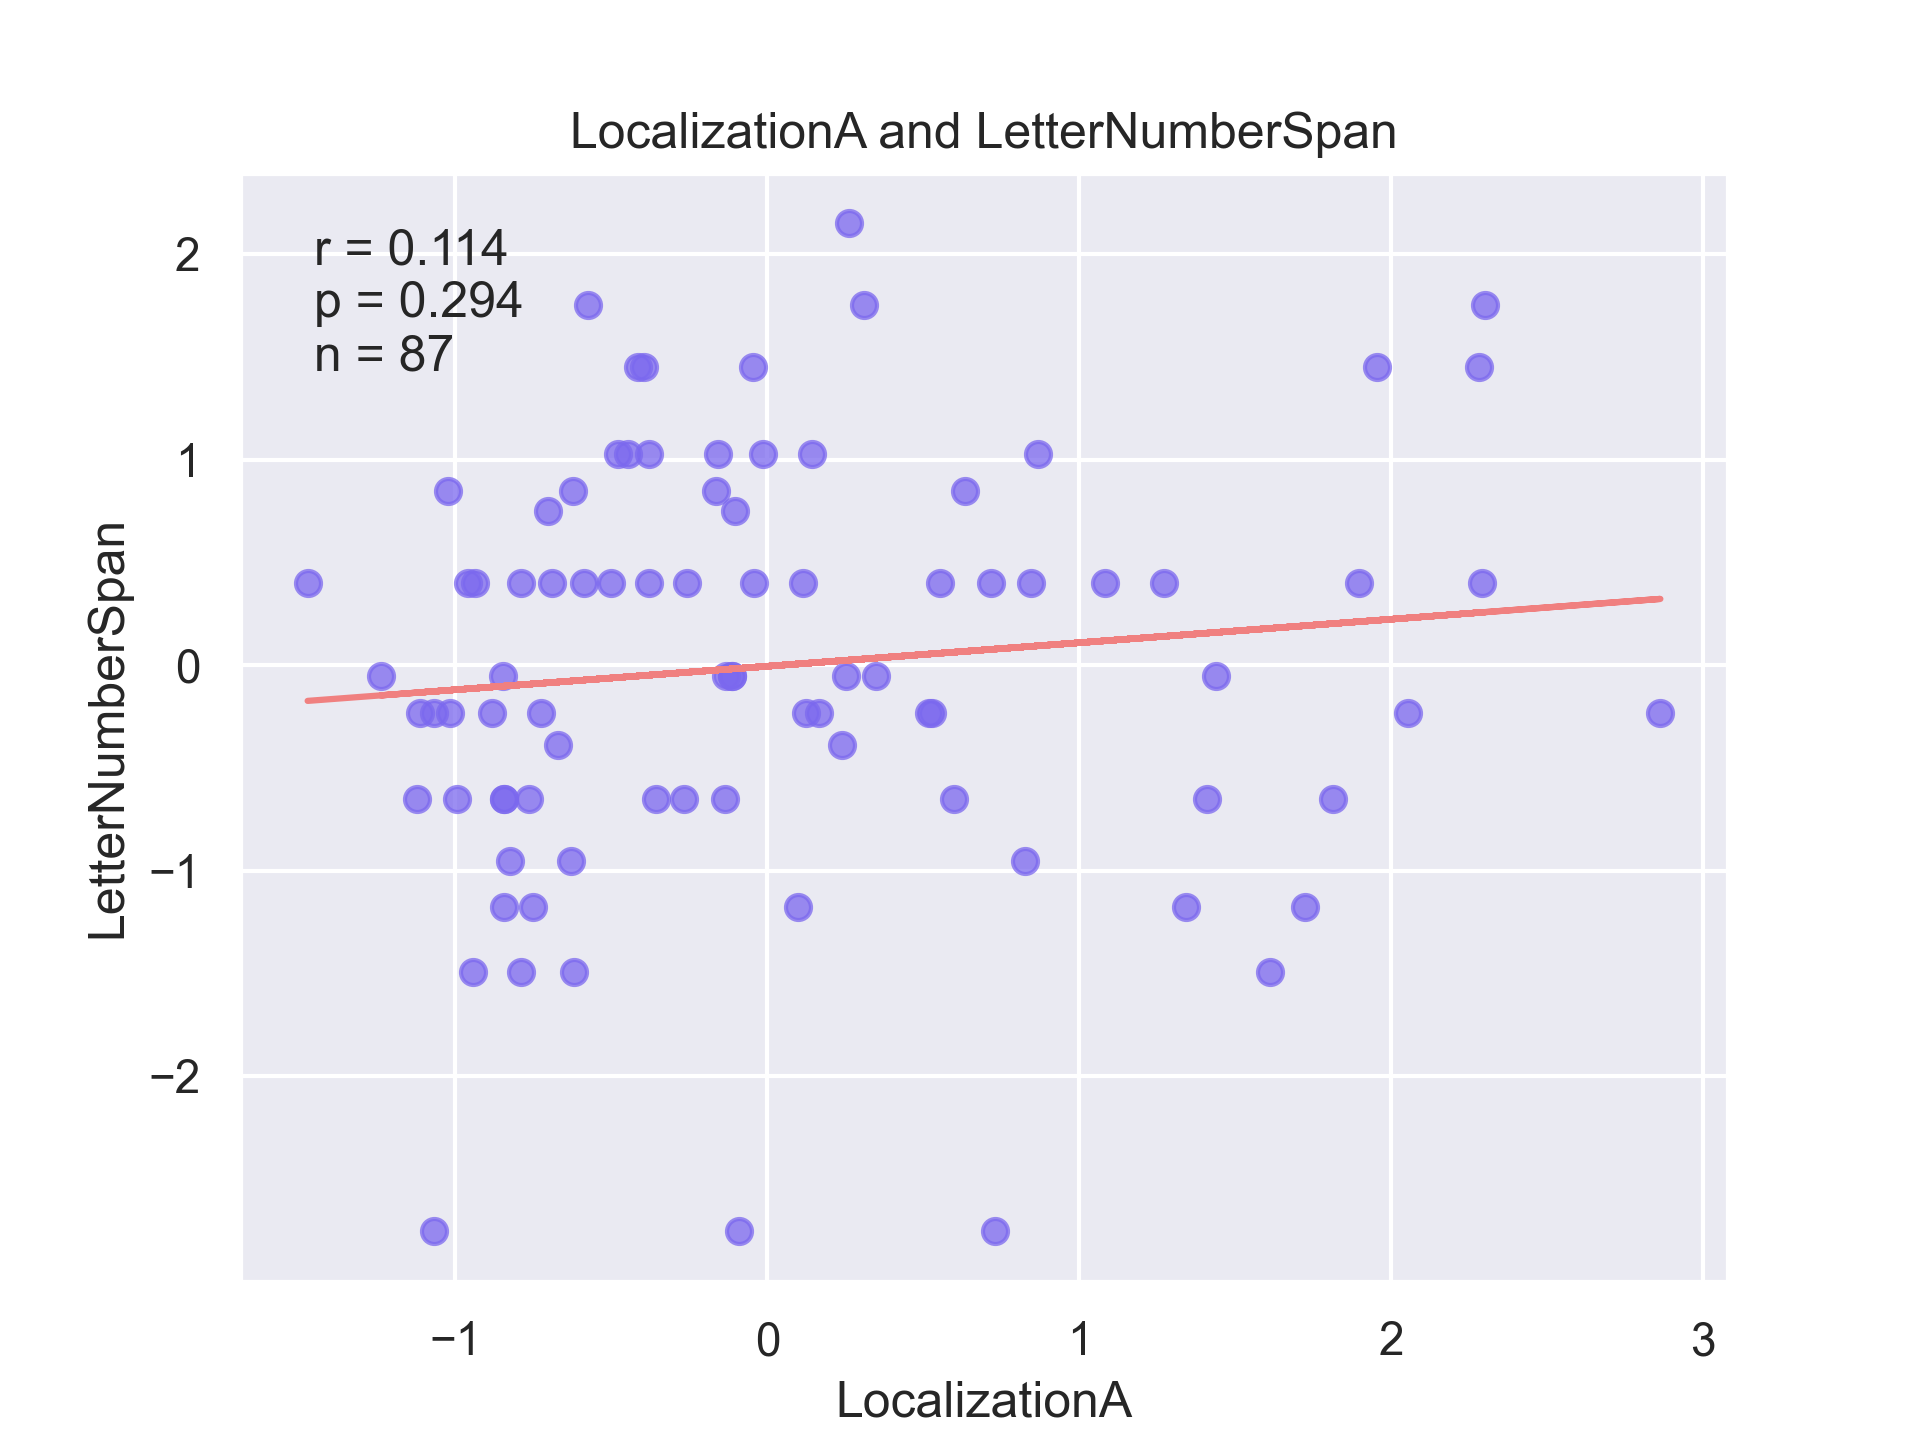 LocalizationA and LetterNumberSpan
r = 0.114
p = 0.294
n = 87
2
1
0
−1
−2
LetterNumberSpan
−1 0 1 2 3
LocalizationA